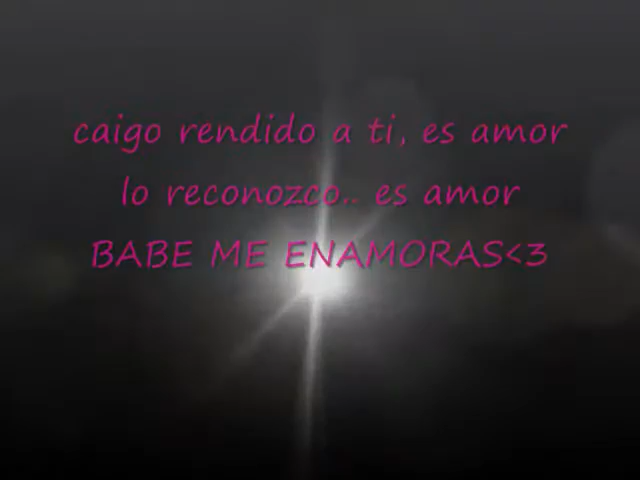 caigo rendido a ti, es amor
lo reconozco.. es amor
BABE ME ENAMORAS<3